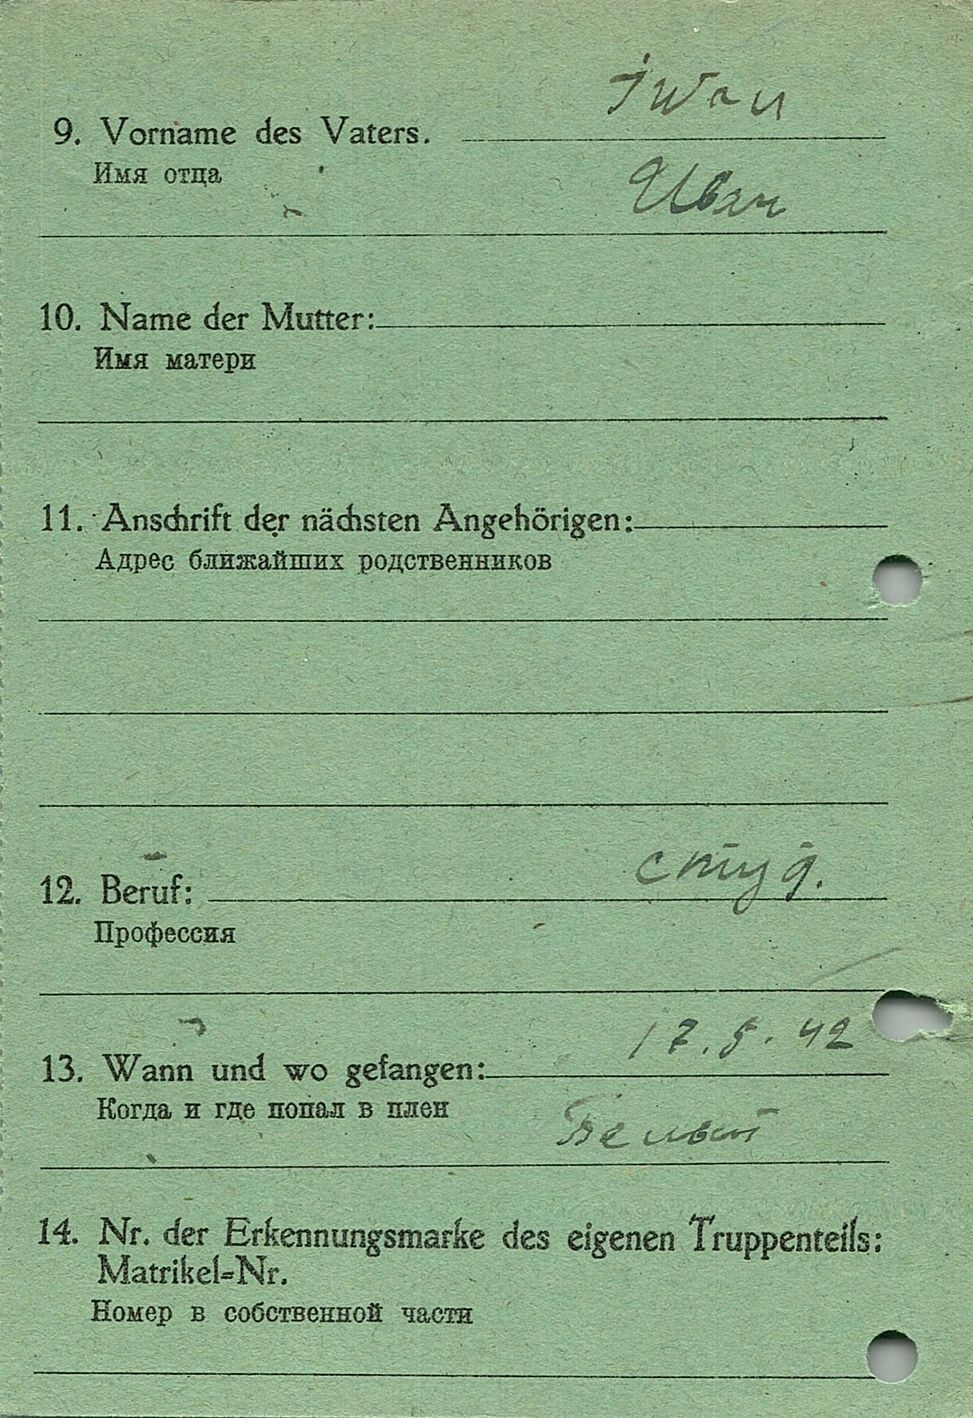 Iwan
9. Vorname des Vaters.
Имя отца
Иван
10. Name der Mutter:
Имя матери
11. Anschrift der nächsten Angehörigen:
Адрес ближайших родственников
студ.
12. Beruf:
Профессия
17.5.42
13. Wann und wo gefangen:
Когда и где попал в плен
Белый
14. Nr. der Erkennungsmarke des eigenen Truppenteils:
Matrikel=Nr.
Номер в собственной части